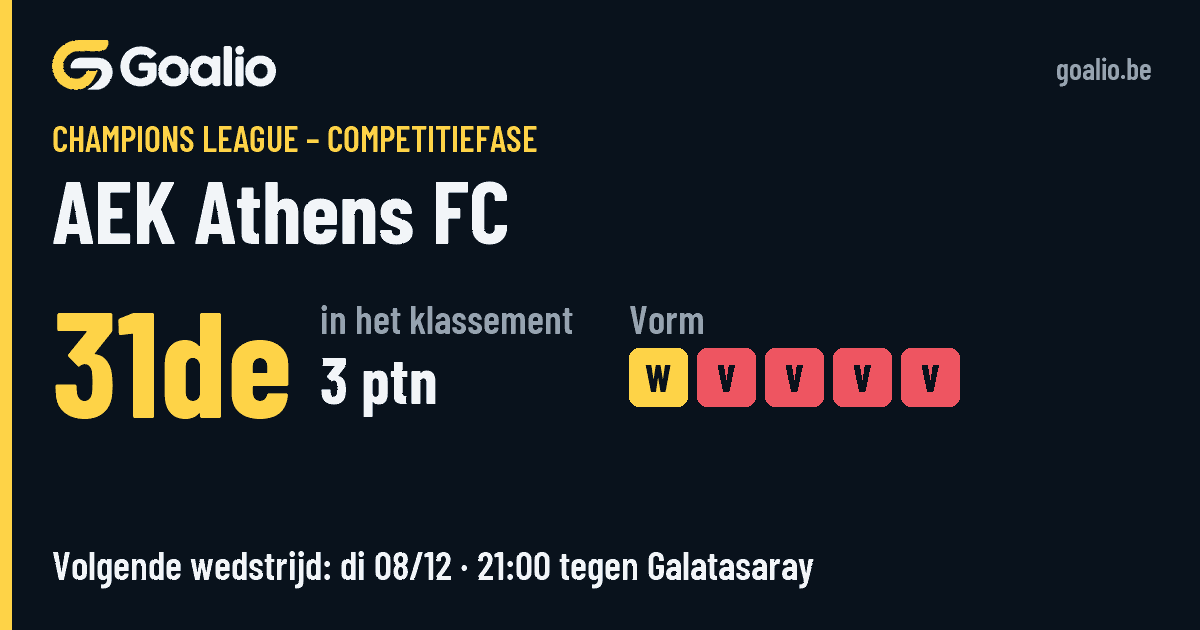 Goalio
goalio.be
CHAMPIONS LEAGUE – COMPETITIEFASE
AEK Athens FC
31de
in het klassement
3 ptn
Vorm
W V V V V
Volgende wedstrijd: di 08/12 · 21:00 tegen Galatasaray